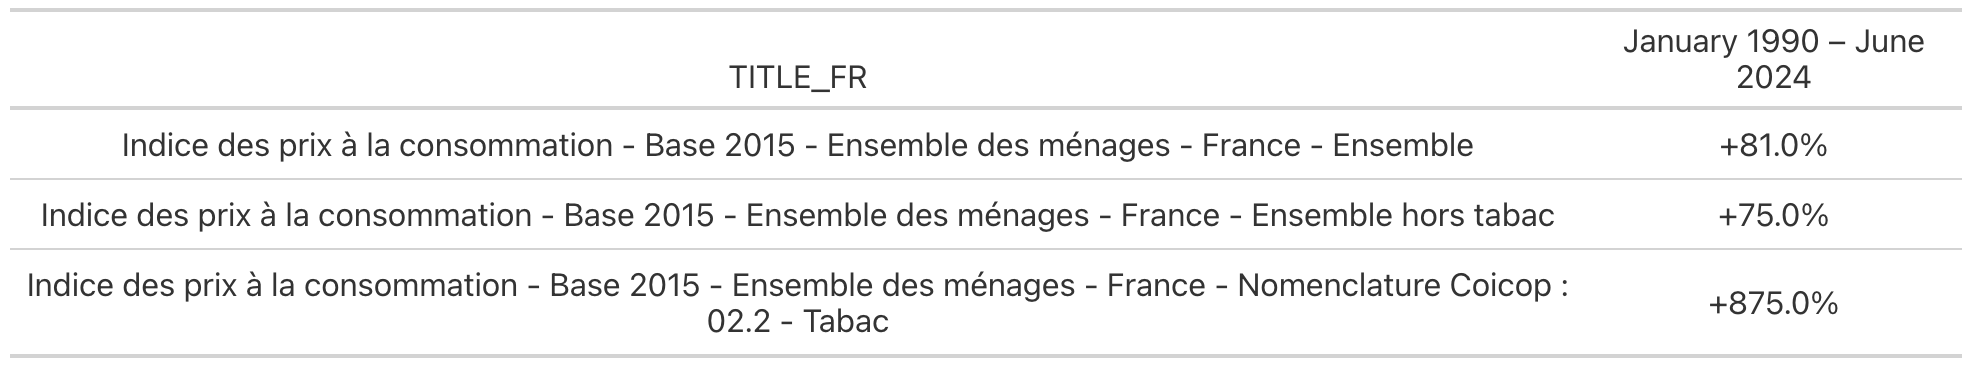 TITLE_FR
January 1990 – June
2024
Indice des prix à la consommation - Base 2015 - Ensemble des ménages - France - Ensemble
+81.0%
Indice des prix à la consommation - Base 2015 - Ensemble des ménages - France - Ensemble hors tabac
+75.0%
Indice des prix à la consommation - Base 2015 - Ensemble des ménages - France - Nomenclature Coicop :
02.2 - Tabac
+875.0%